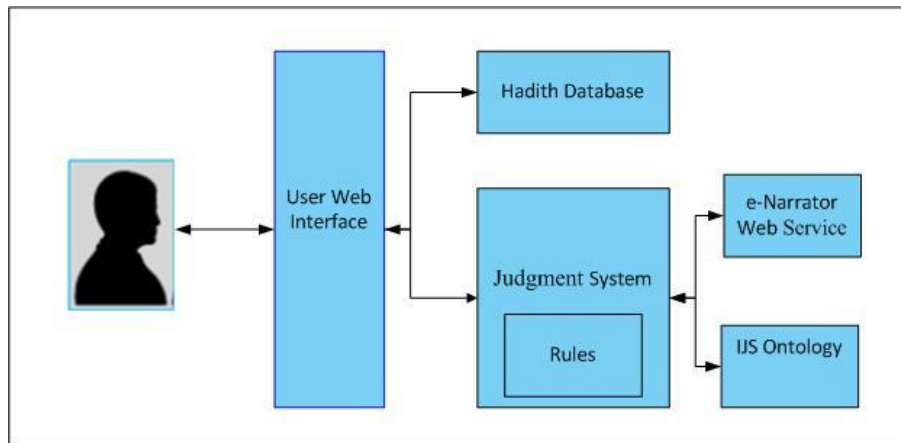 Hadith Database
User Web
Interface
e-Narrator
Web Service
Judgment System
Rules
IJS Ontology